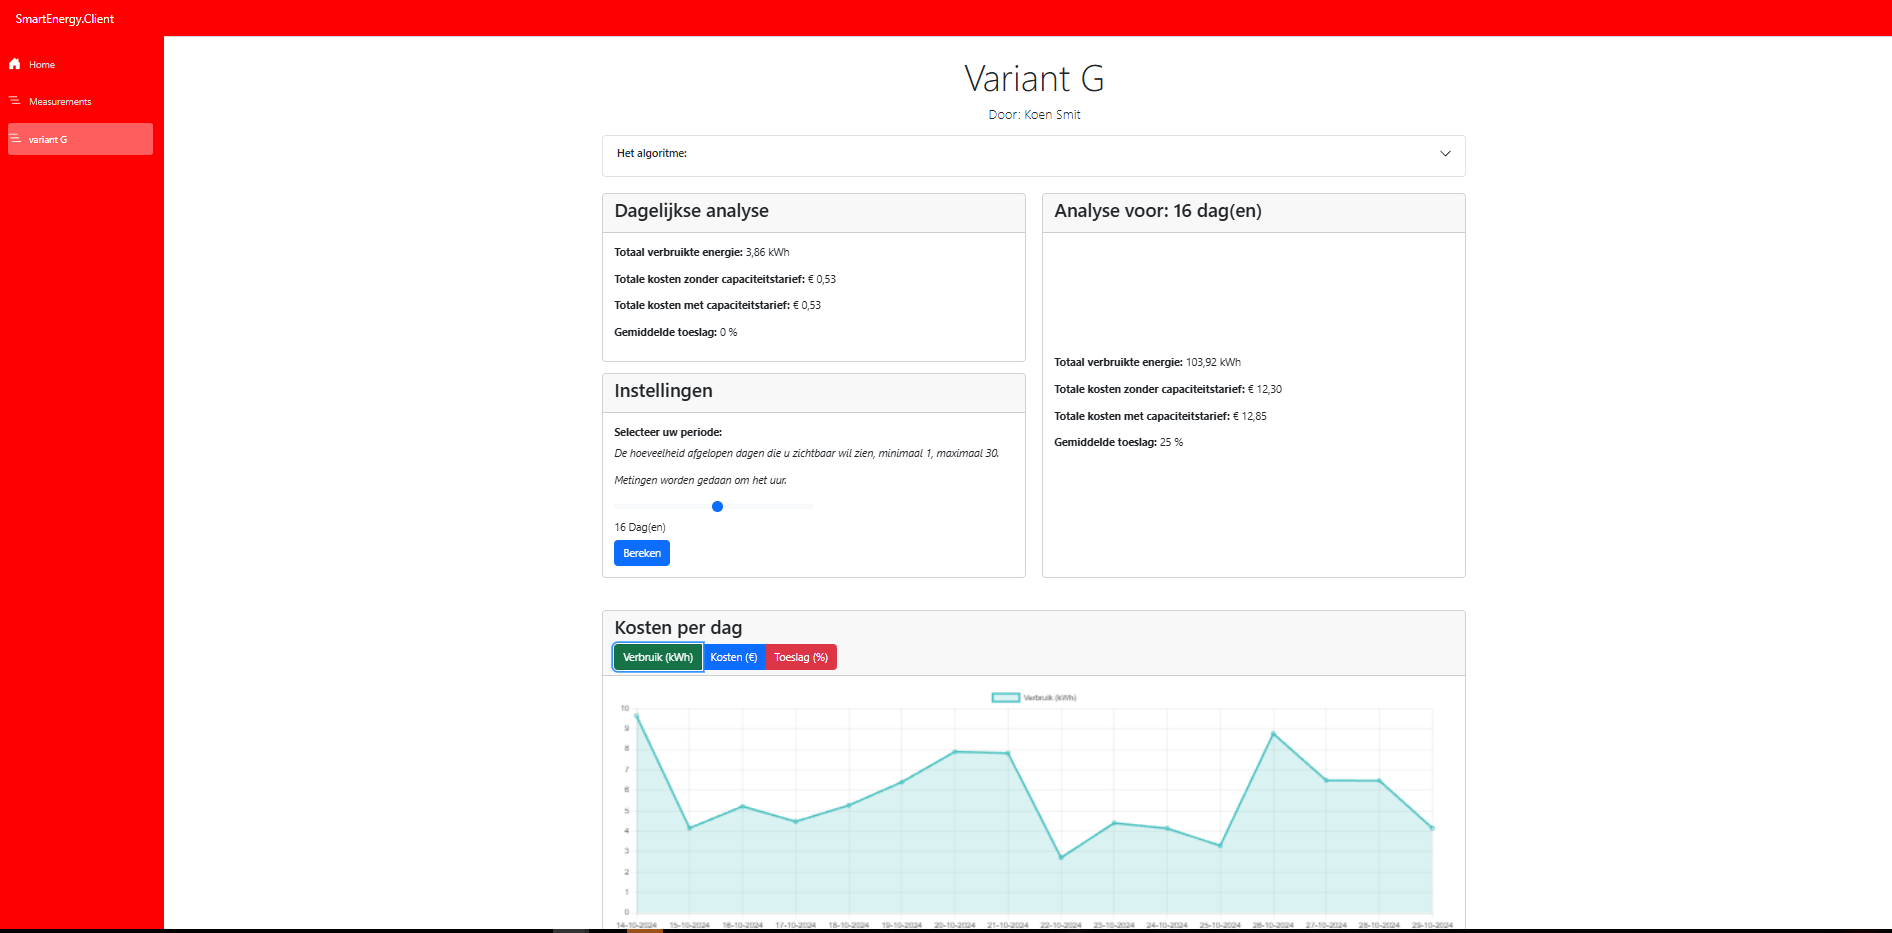 SmartEnergy.Client
Home
Measurements
variant G
Variant G
Door: Koen Smit
Het algoritme:
Dagelijkse analyse
Totaal verbruikte energie: 3,86 kWh
Totale kosten zonder capaciteitstarief: € 0,53
Totale kosten met capaciteitstarief: € 0,53
Gemiddelde toeslag: 0 %
Analyse voor: 16 dag(en)
Totaal verbruikte energie: 103,92 kWh
Totale kosten zonder capaciteitstarief: € 12,30
Totale kosten met capaciteitstarief: € 12,85
Gemiddelde toeslag: 25 %
Instellingen
Selecteer uw periode:
De hoeveelheid afgelopen dagen die u zichtbaar wil zien, minimaal 1, maximaal 30.
Metingen worden gedaan om het uur.
16 Dag(en)
Bereken
Kosten per dag
Verbruik (kWh) Kosten (€) Toeslag (%)
Verbruik (kWh)
10
9
8
7
6
5
4
3
2
1
0
14-10-2024 15-10-2024 16-10-2024 17-10-2024 18-10-2024 19-10-2024 20-10-2024 21-10-2024 22-10-2024 23-10-2024 24-10-2024 25-10-2024 26-10-2024 27-10-2024 28-10-2024 29-10-2024